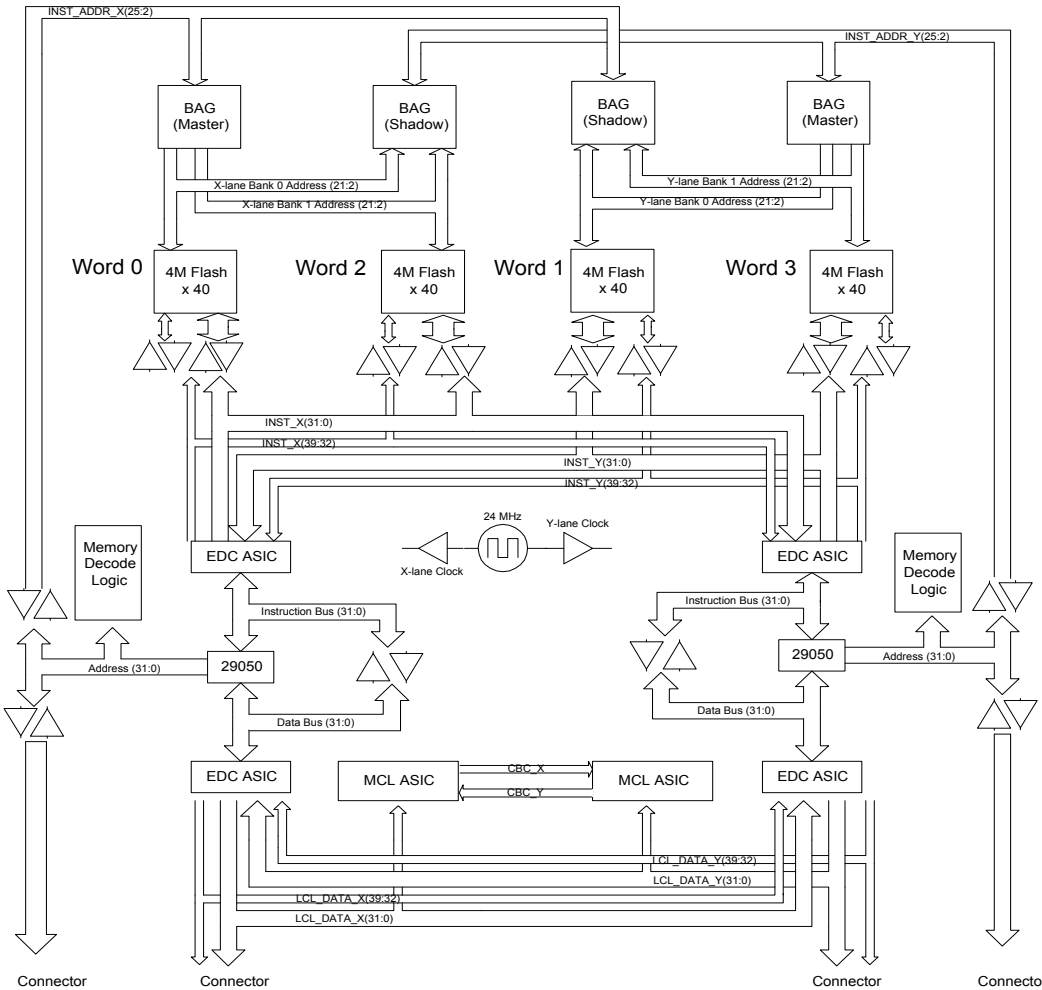 INST_ADDR_X(25:2)
INST_ADDR_Y(25:2)
BAG
(Master)
BAG
(Shadow)
BAG
(Shadow)
BAG
(Master)
X-lane Bank 0 Address (21:2)
X-lane Bank 1 Address (21:2)
Y-lane Bank 1 Address (21:2)
Y-lane Bank 0 Address (21:2)
Word 0
4M Flash
x 40
Word 2
4M Flash
x 40
Word 1
4M Flash
x 40
Word 3
4M Flash
x 40
INST_X(31:0)
INST_X(39:32)
INST_Y(31:0)
INST_Y(39:32)
24 MHz
Y-lane Clock
X-lane Clock
Memory
Decode
Logic
EDC ASIC
EDC ASIC
Memory
Decode
Logic
Instruction Bus (31:0)
Instruction Bus (31:0)
Address (31:0)
29050
29050
Address (31:0)
Data Bus (31:0)
Data Bus (31:0)
EDC ASIC
MCL ASIC
CBC_X
CBC_Y
MCL ASIC
EDC ASIC
LCL_DATA_Y(39:32)
LCL_DATA_Y(31:0)
LCL_DATA_X(39:32)
LCL_DATA_X(31:0)
Connector
Connector
Connector
Connecto